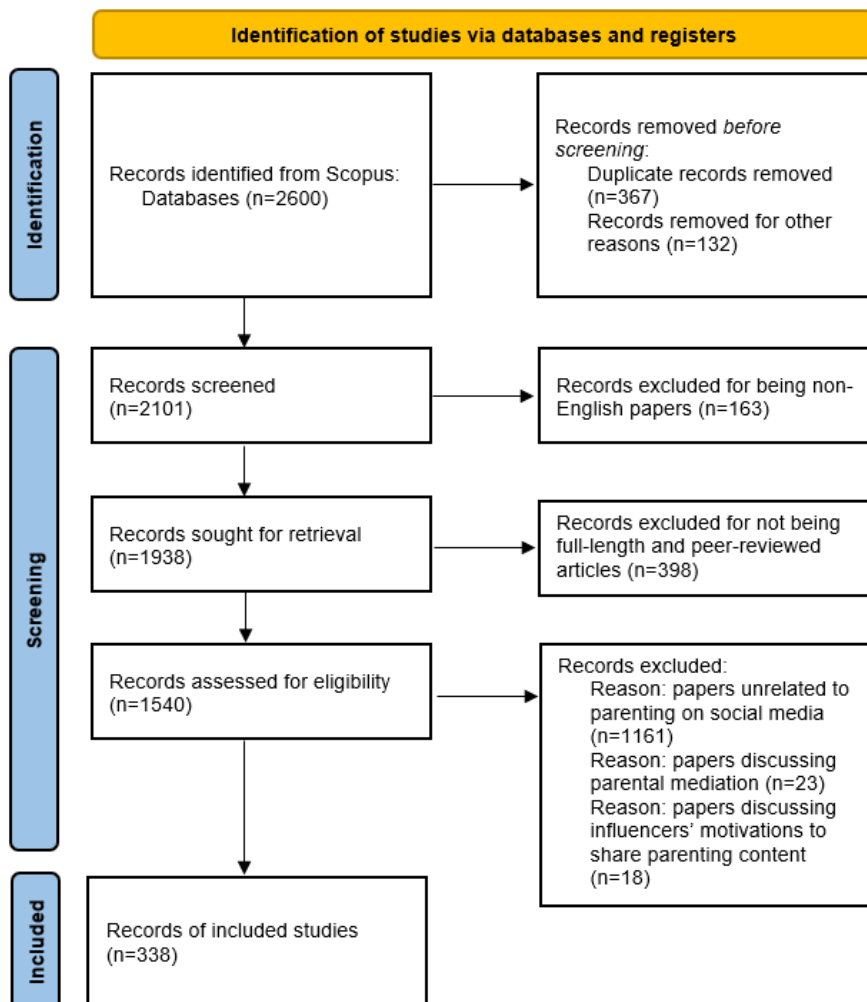 Identification of studies via databases and registers
Identification
Records identified from Scopus:
Databases (n=2600)
Records removed before
screening:
Duplicate records removed
(n=367)
Records removed for other
reasons (n=132)
Screening
Records screened
(n=2101)
Records excluded for being non-
English papers (n=163)
Records sought for retrieval
(n=1938)
Records excluded for not being
full-length and peer-reviewed
articles (n=398)
Records assessed for eligibility
(n=1540)
Records excluded:
Reason: papers unrelated to
parenting on social media
(n=1161)
Reason: papers discussing
parental mediation (n=23)
Reason: papers discussing
influencers’ motivations to
share parenting content
(n=18)
Included
Records of included studies
(n=338)